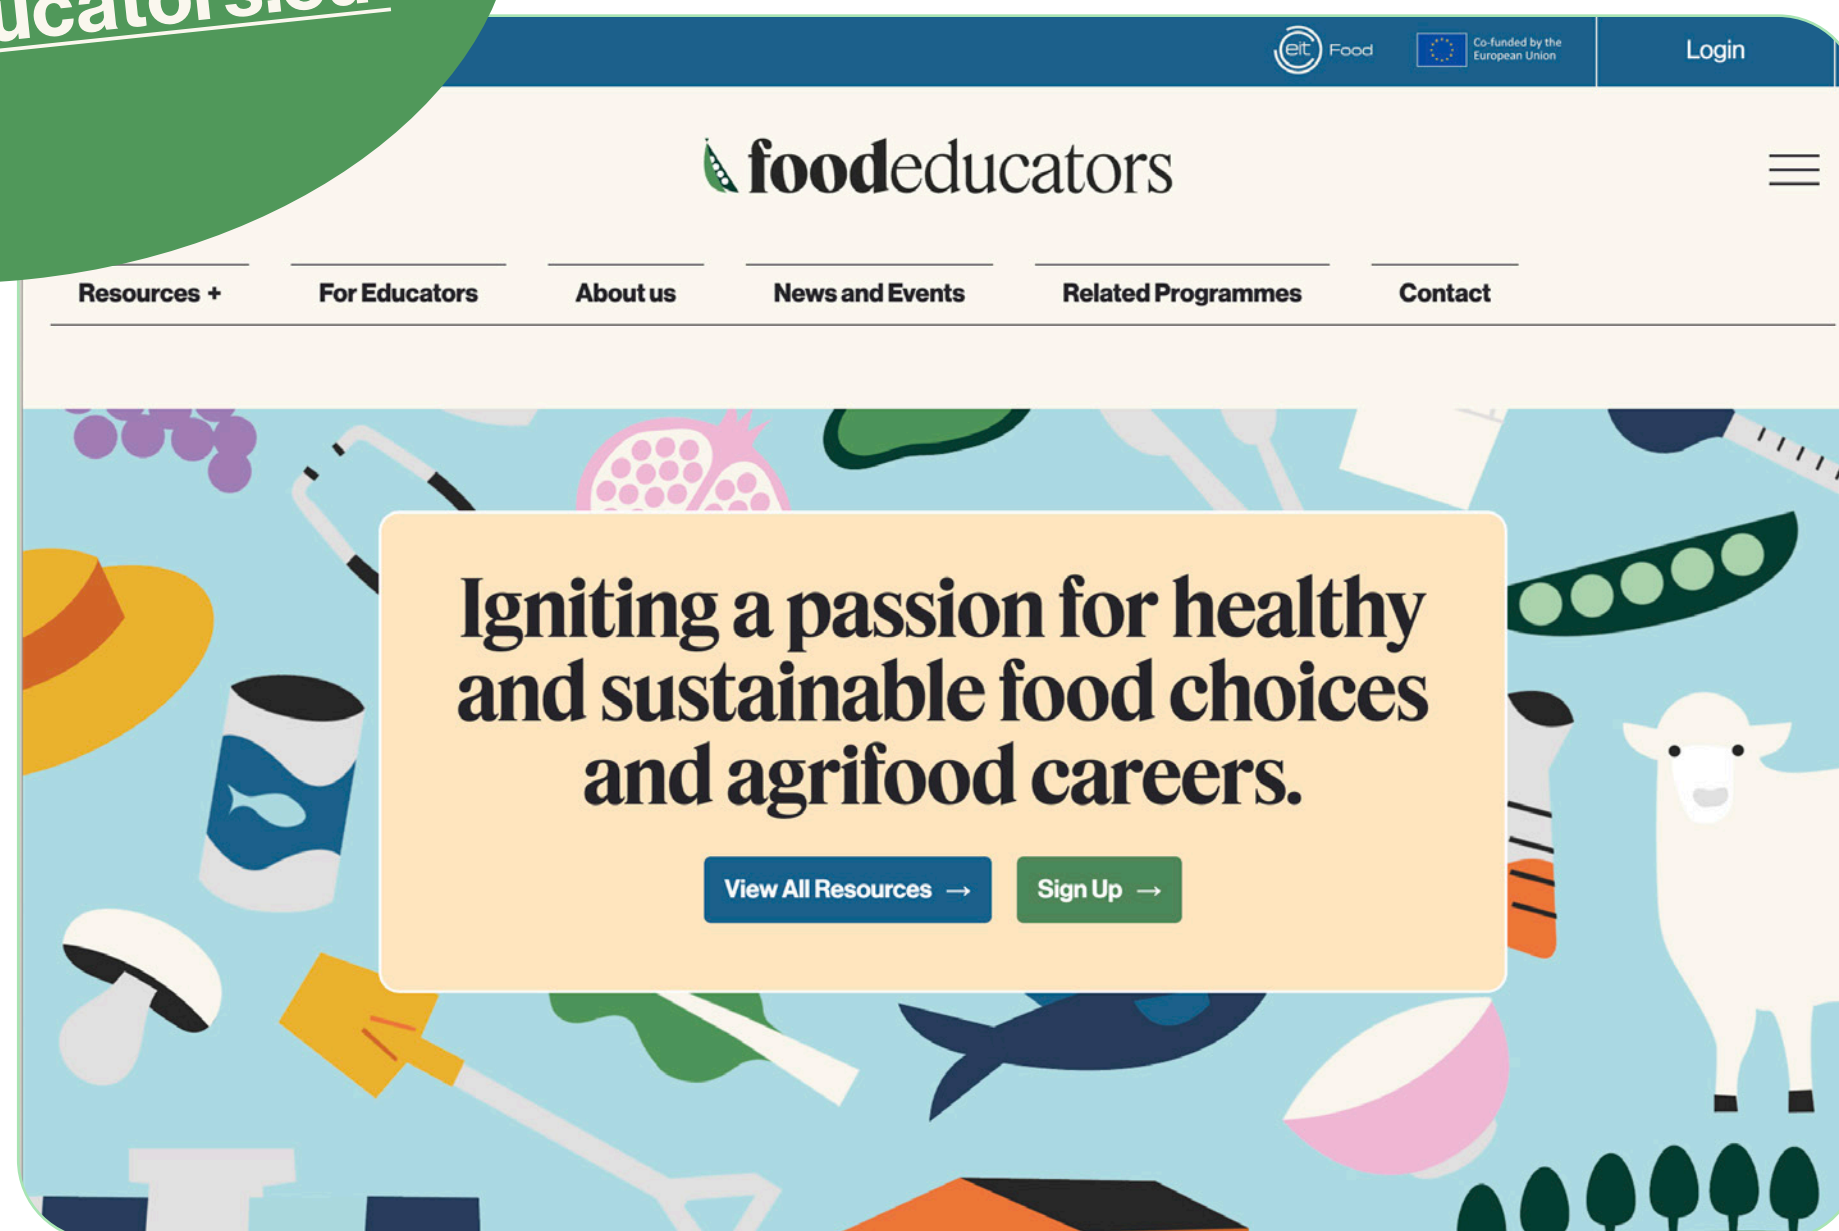 eit Food
Co-funded by the
European Union
Login
foodeducators
Resources +
For Educators
About us
News and Events
Related Programmes
Contact
Igniting a passion for healthy
and sustainable food choices
and agrifood careers.
View All Resources →
Sign Up →